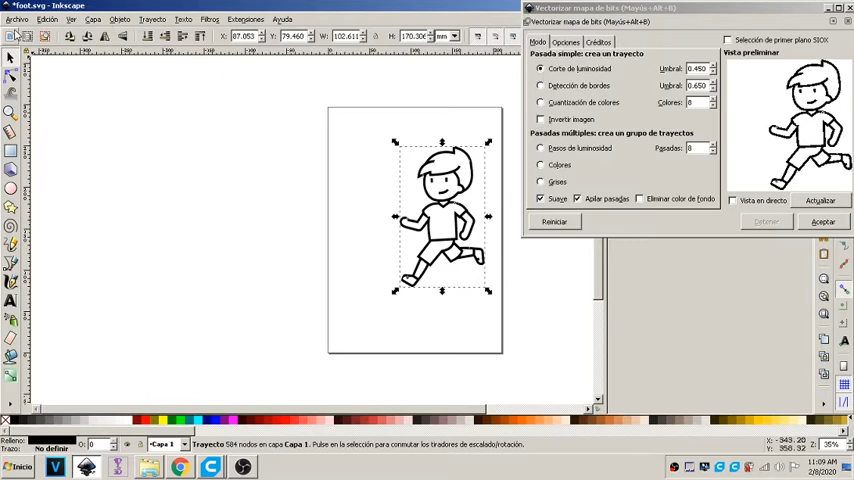 *foot.svg - Inkscape
Archivo Edición Ver Capa Objeto Trayecto Texto Filtros Extensiones Ayuda
X: 87.053 Y: 79.460 W: 102.611 H: 170.306 mm
Vectorizar mapa de bits (Mayús+Alt+B)
Vectorizar mapa de bits (Mayús+Alt+B)
Modo Opciones Créditos
Selección de primer plano SIOX
Pasada simple: crea un trayecto
Vista preliminar
Corte de luminosidad Umbral: 0.450
Detección de bordes Umbral: 0.650
Cuantización de colores Colores: 8
Invertir imagen
Pasadas múltiples: crea un grupo de trayectos
Pasos de luminosidad Pasadas: 8
Colores
Grises
Suave Apilar pasadas Eliminar color de fondo
Vista en directo Actualizar
Reiniciar Detener Aceptar
Relleno:
Trazo: No definir
O: 0
Capa 1
Trayecto 584 nodos en capa Capa 1. Pulse en la selección para conmutar los tiradores de escalado/rotación.
X: -343.20
Y: 356.32
Z: 35%
Inicio
11:09 AM
2/8/2020